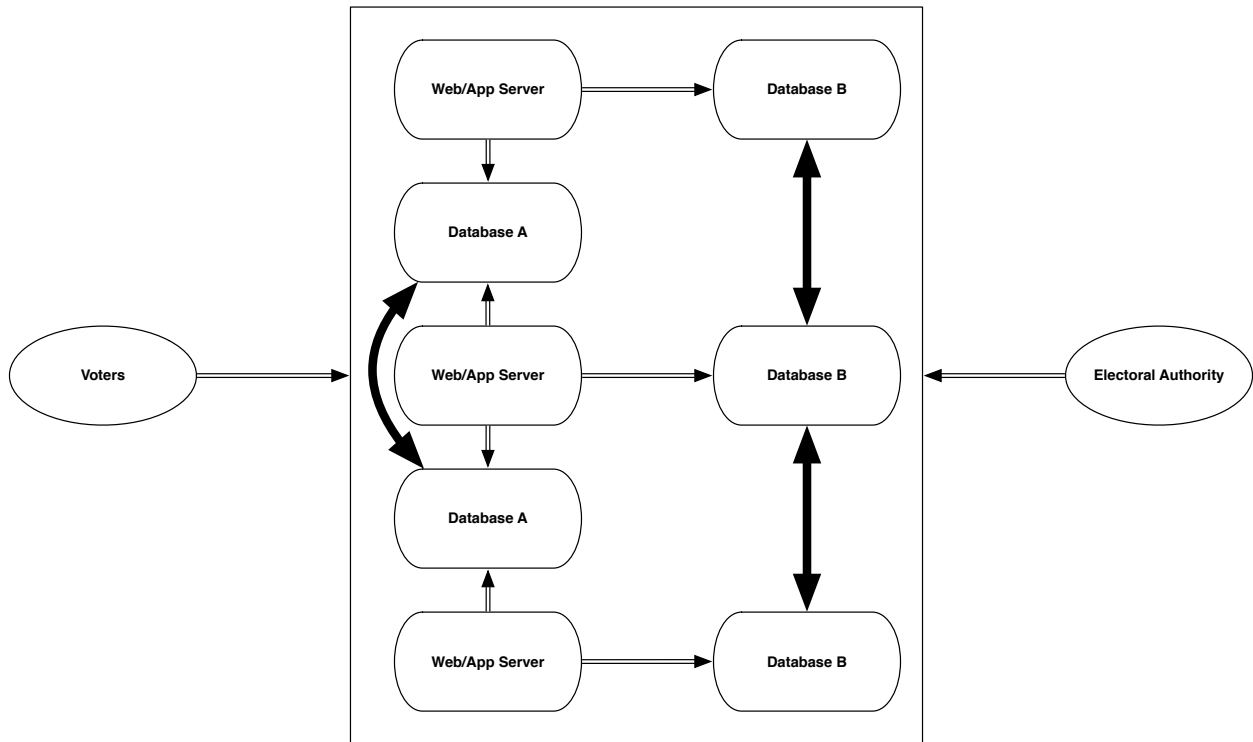 Web/App Server
Database B
Database A
Voters
Web/App Server
Database B
Electoral Authority
Database A
Web/App Server
Database B